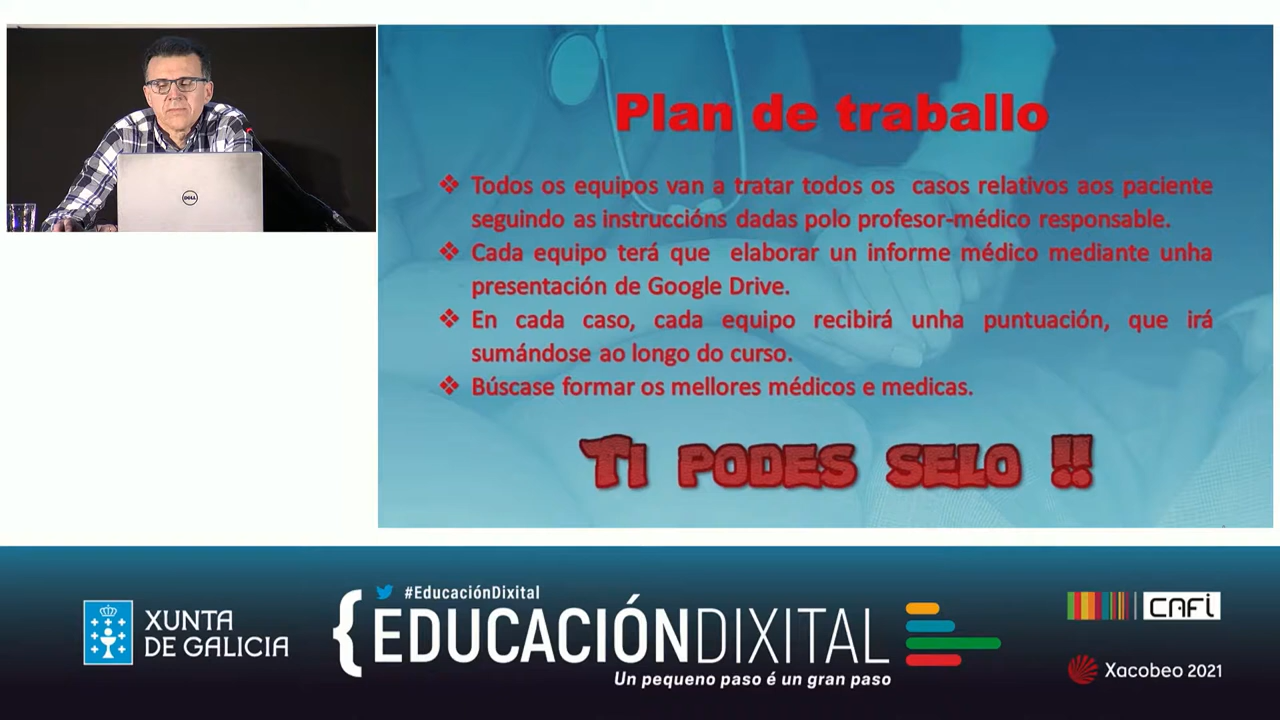 Plan de traballo
❖ Todos os equipos van a tratar todos os casos relativos aos paciente
seguindo as instruccións dadas polo profesor-médico responsable.
❖ Cada equipo terá que elaborar un informe médico mediante unha
presentación de Google Drive.
❖ En cada caso, cada equipo recibirá unha puntuación, que irá
sumándose ao longo do curso.
❖ Búscase formar os mellores médicos e medicas.
Ti podes selo !!
DELL
XUNTA
DE GALICIA
#EducaciónDixital
{EDUCACIÓNDIXITAL
Un pequeno paso é un gran paso
CAFi
Xacobeo 2021